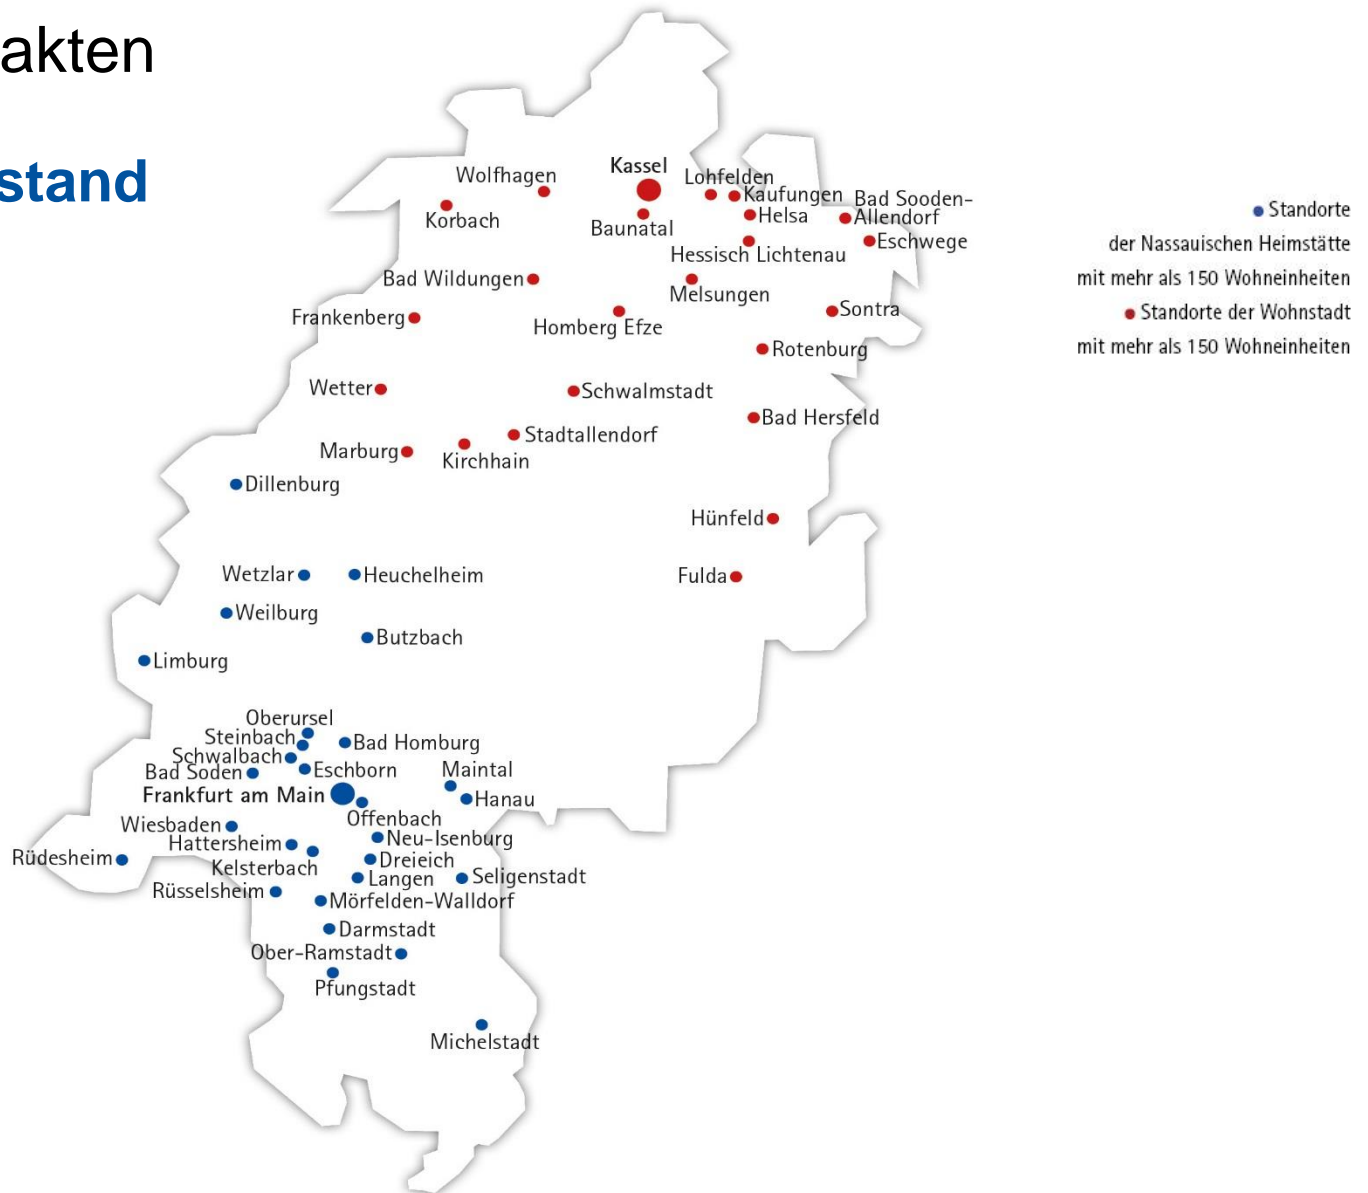 akten
stand
Kassel
Wolfhagen
Lohfelden
Kaufungen
Bad Sooden-
Allendorf
Korbach
Baunatal
Helsa
Eschwege
Hessisch Lichtenau
Bad Wildungen
Melsungen
Frankenberg
Homberg Efze
Sontra
Rotenburg
Wetter
Schwalmstadt
Bad Hersfeld
Stadtallendorf
Marburg
Kirchhain
Dillenburg
Hünfeld
Wetzlar
Heuchelheim
Fulda
Weilburg
Butzbach
Limburg
Oberursel
Steinbach
Bad Homburg
Schwalbach
Bad Soden
Eschborn
Maintal
Frankfurt am Main
Hanau
Offenbach
Wiesbaden
Neu-Isenburg
Hattersheim
Rüdesheim
Dreieich
Kelsterbach
Langen
Seligenstadt
Rüsselsheim
Mörfelden-Walldorf
Darmstadt
Ober-Ramstadt
Pfungstadt
Michelstadt
Standorte
der Nassauischen Heimstätte
mit mehr als 150 Wohneinheiten
Standorte der Wohnstadt
mit mehr als 150 Wohneinheiten